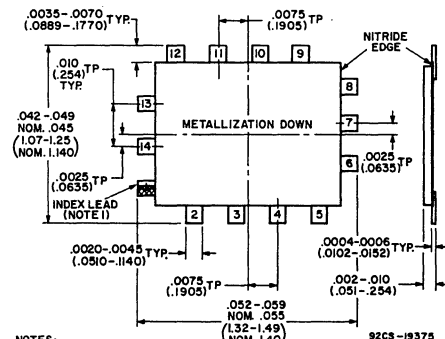 .0035-.0070 TYP.
(.0889-.1770)
.0075 TP
(.1905)
NITRIDE
EDGE
12
11
10
9
.010 TP
(.254)
TYP.
8
13
.042-.049
NOM. .045
(1.07-1.25
NOM. 1.140)
METALLIZATION DOWN
7
14
6
.0025 TP
(.0635)
.0025 TP
(.0635)
INDEX LEAD
(NOTE 1)
2
3
4
5
.0020-.0045 TYP.
(.0510-.1140)
.0004-.0006 TYP.
(.0102-.0152)
.0075 TP
(.1905)
.002-.010
(.051-.254)
.052-.059
NOM. .055
(1.32-1.49)
NOM. 1.40
NOTES:
92CS-19375